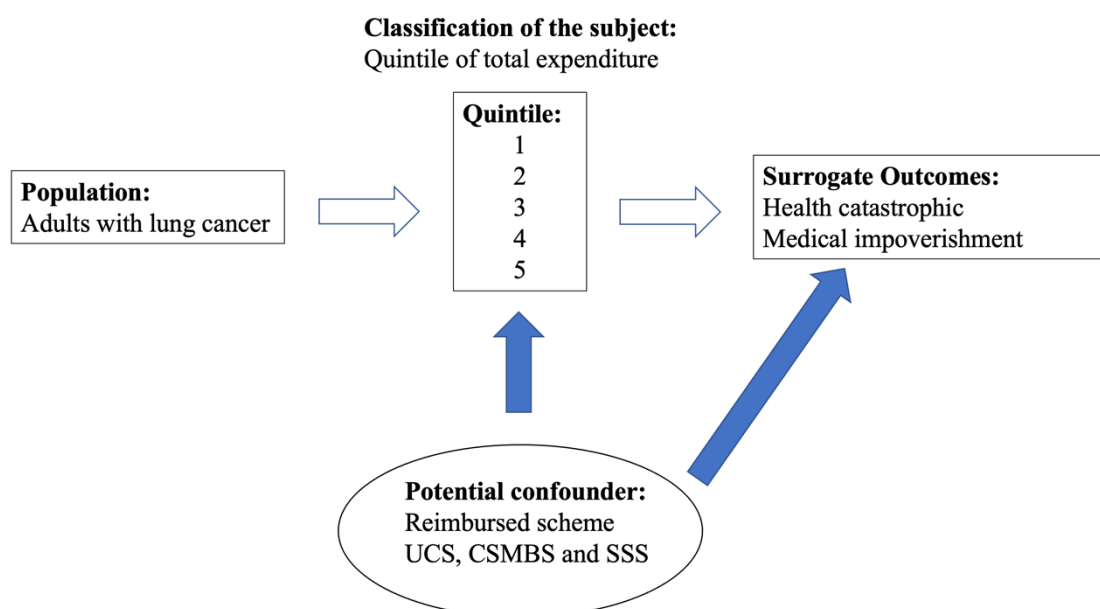 Classification of the subject:
Quintile of total expenditure
Quintile:
1
2
3
4
5
Population:
Adults with lung cancer
Surrogate Outcomes:
Health catastrophic
Medical impoverishment
Potential confounder:
Reimbursed scheme
UCS, CSMBS and SSS